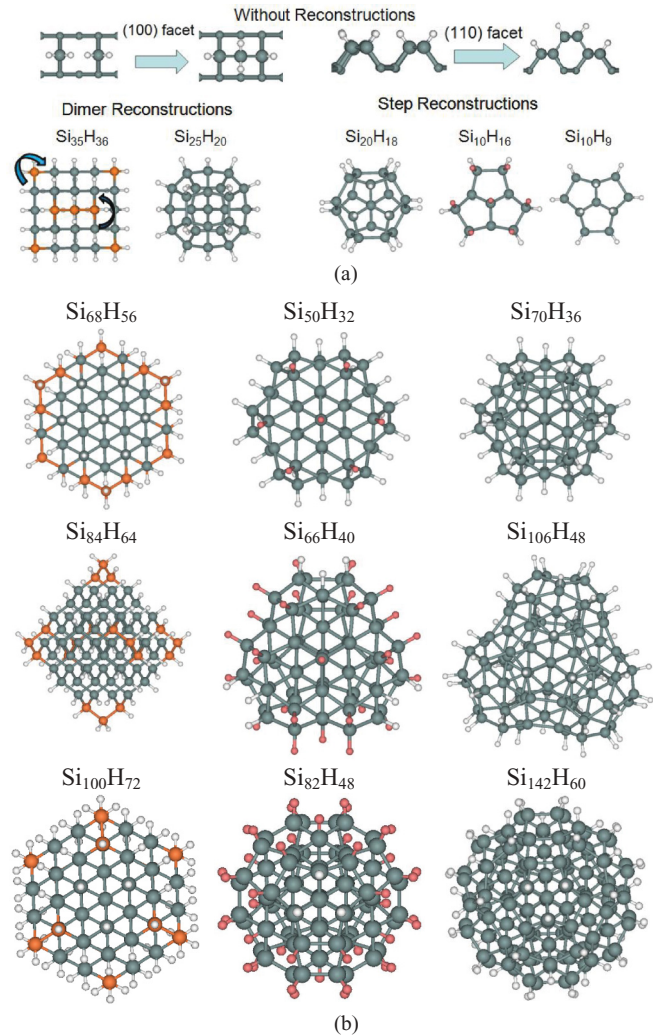 Without Reconstructions
(100) facet
(110) facet
Dimer Reconstructions
Step Reconstructions
Si₃₅H₃₆
Si₂₅H₂₀
Si₂₀H₁₈
Si₁₀H₁₆
Si₁₀H₉
(a)
Si₆₈H₅₆
Si₅₀H₃₂
Si₇₀H₃₆
Si₈₄H₆₄
Si₆₆H₄₀
Si₁₀₆H₄₈
Si₁₀₀H₇₂
Si₈₂H₄₈
Si₁₄₂H₆₀
(b)